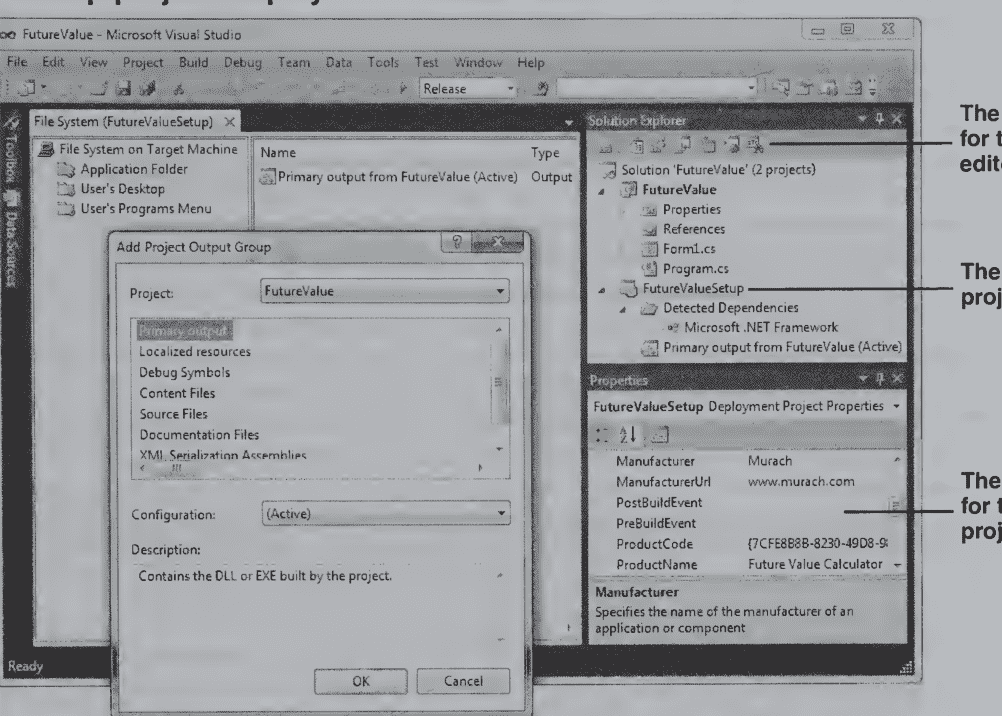 FutureValue - Microsoft Visual Studio
File Edit View Project Build Debug Team Data Tools Test Window Help
Release
Toolbox
Data Sources
File System (FutureValueSetup)
File System on Target Machine
Application Folder
User's Desktop
User's Programs Menu
Name Type
Primary output from FutureValue (Active) Output
Add Project Output Group
Project: FutureValue
Primary output
Localized resources
Debug Symbols
Content Files
Source Files
Documentation Files
XML Serialization Assemblies
Configuration: (Active)
Description:
Contains the DLL or EXE built by the project.
OK Cancel
Solution Explorer
Solution 'FutureValue' (2 projects)
FutureValue
Properties
References
Form1.cs
Program.cs
FutureValueSetup
Detected Dependencies
Microsoft .NET Framework
Primary output from FutureValue (Active)
Properties
FutureValueSetup Deployment Project Properties
Manufacturer Murach
ManufacturerUrl www.murach.com
PostBuildEvent
PreBuildEvent
ProductCode {7CFE8B8B-8230-49D8-9
ProductName Future Value Calculator
Manufacturer
Specifies the name of the manufacturer of an
application or component
Ready
The
for t
edit
The
proj
The
for t
proj